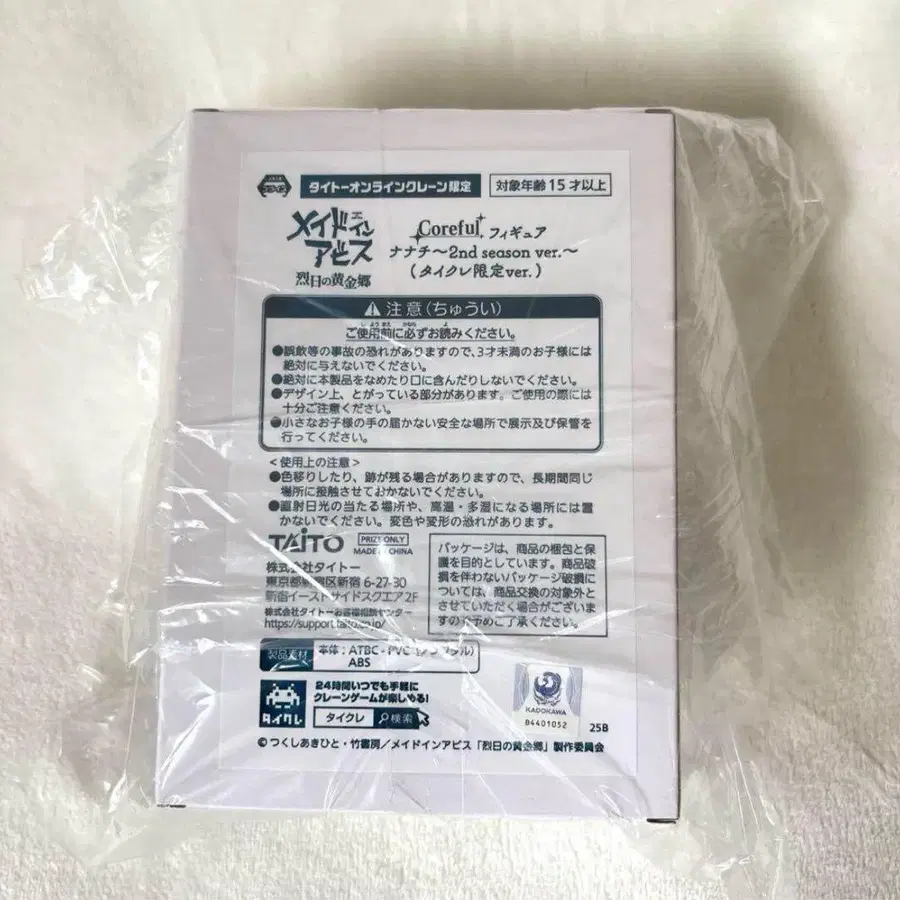 タイトーオンラインクレーン限定
対象年齢15才以上
メイドインアビス
烈日の黄金郷
Coreful フィギュア
ナナチ〜2nd season ver.〜
(タイクレ限定ver.)
注意(ちゅうい)
ご使用前に必ずお読みください。
●誤飲等の事故の恐れがありますので、3才未満のお子様には
絶対に与えないでください。
●絶対に本製品をなめたり口に含んだりしないでください。
●デザイン上、とがっている部分があります。ご使用の際には
十分ご注意ください。
●小さなお子様の手の届かない安全な場所で展示及び保管を
行ってください。
<使用上の注意>
●色移りしたり、跡が残る場合がありますので、長期間同じ
場所に接触させておかないでください。
●直射日光の当たる場所や、高温・多湿になる場所には置
かないでください。変色や変形の恐れがあります。
TAITO
PRIZE ONLY
MADE IN CHINA
株式会社タイトー
東京都新宿区新宿 6-27-30
新宿イーストサイドスクエア 2F
株式会社タイトーお客様相談センター
https://support.taito.co.jp/
パッケージは、商品の梱包と保
護を目的としています。商品破
損を伴わないパッケージ破損
については、商品交換の対象外と
させていただく場合がございま
すので予めご了承ください。
製品素材
本体:ATBC-PVC(ノンフタル)
ABS
タイクレ
24時間いつでも手軽に
クレーンゲームが楽しめる!
タイクレ
検索
KADOKAWA
B4401052
25B
©つくしあきひと・竹書房/メイドインアビス「烈日の黄金郷」製作委員会